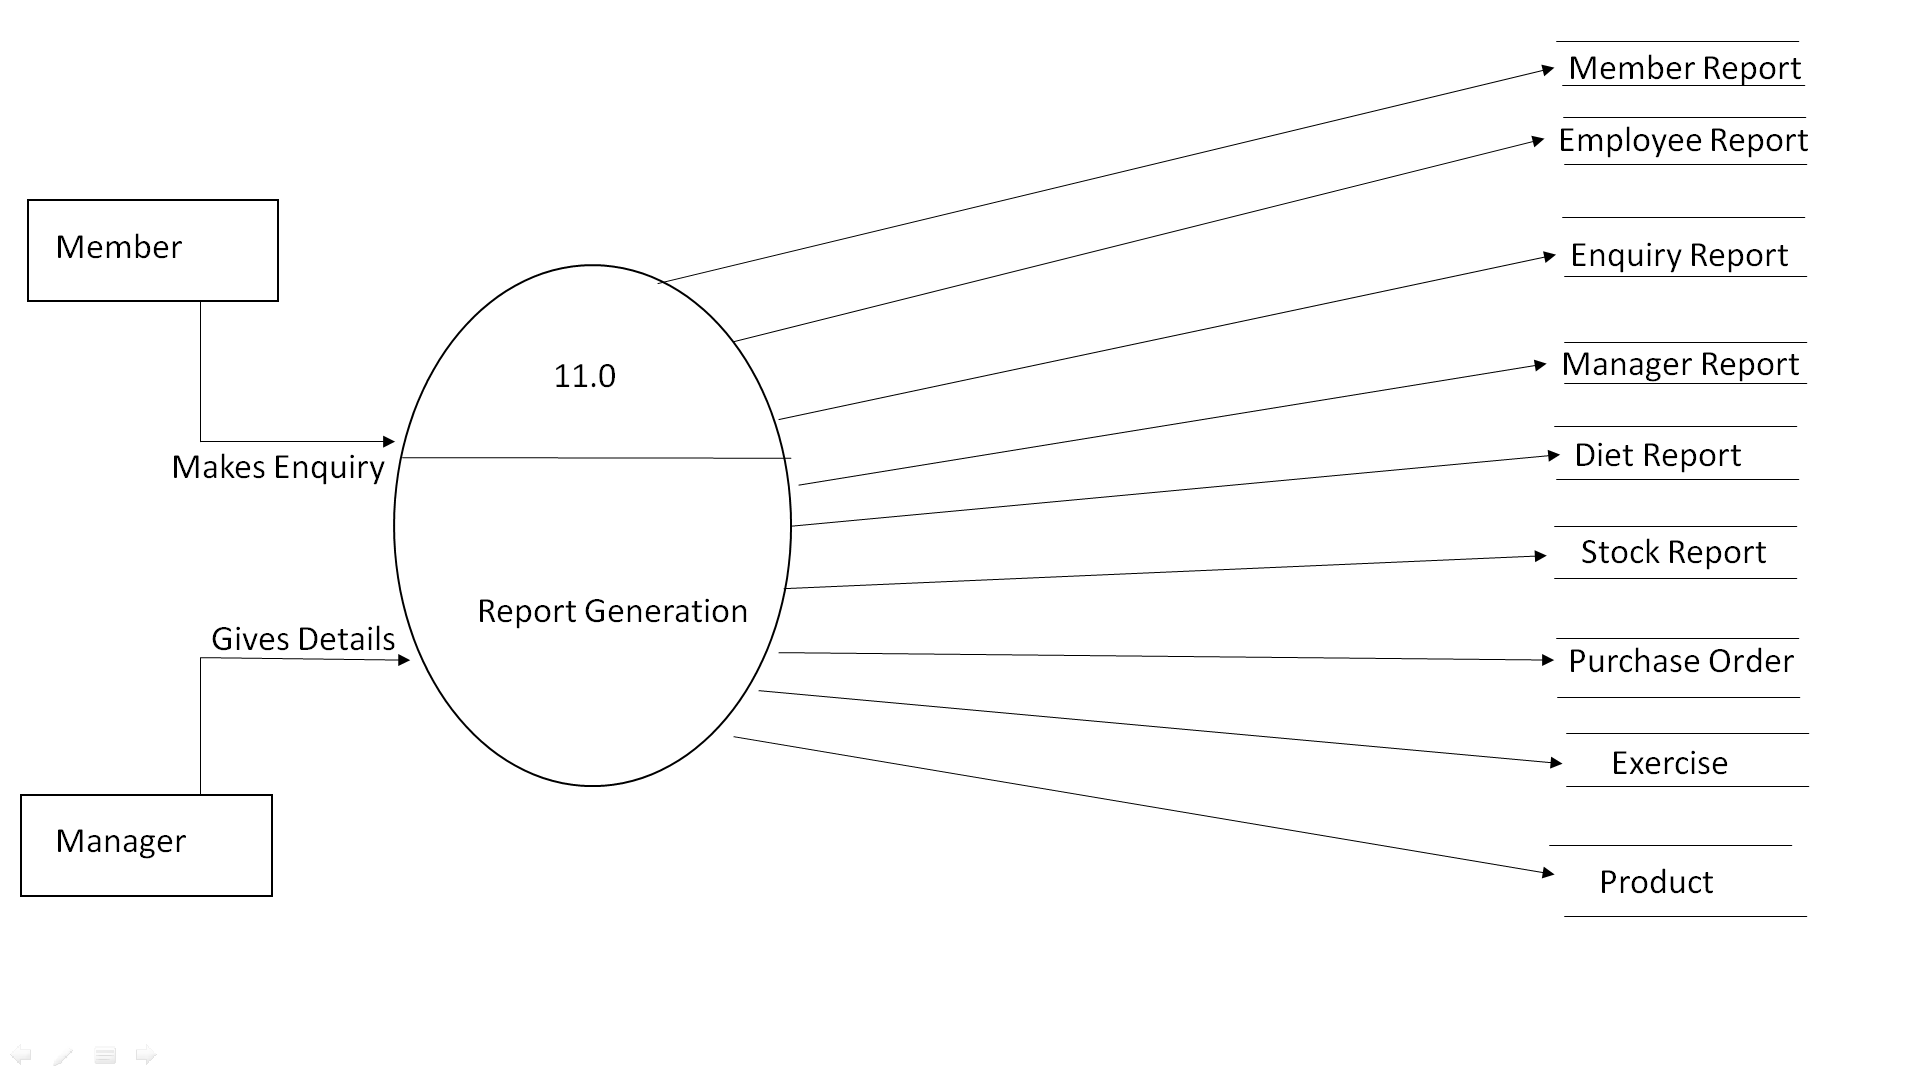 Member
Makes Enquiry
Gives Details
Manager
11.0
Report Generation
Member Report
Employee Report
Enquiry Report
Manager Report
Diet Report
Stock Report
Purchase Order
Exercise
Product